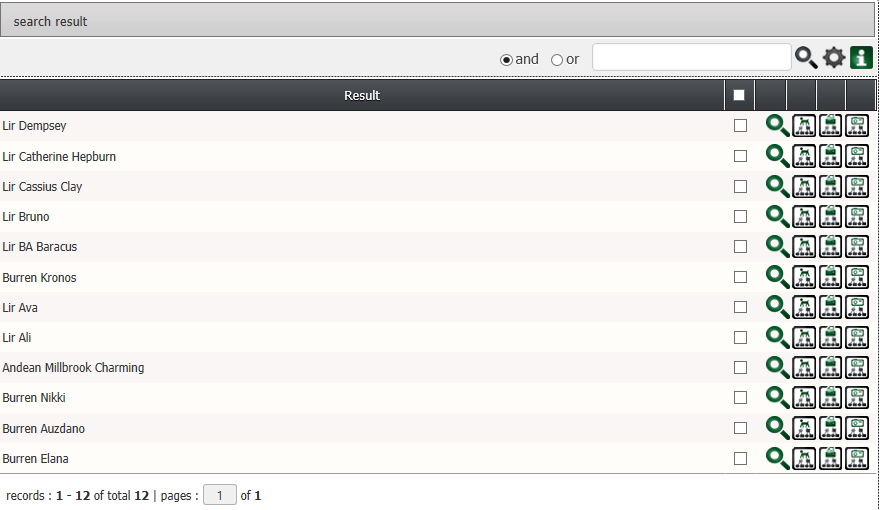 search result
and or
Result
Lir Dempsey
Lir Catherine Hepburn
Lir Cassius Clay
Lir Bruno
Lir BA Baracus
Burren Kronos
Lir Ava
Lir Ali
Andean Millbrook Charming
Burren Nikki
Burren Auzdano
Burren Elana
records : 1 - 12 of total 12 | pages : 1 of 1